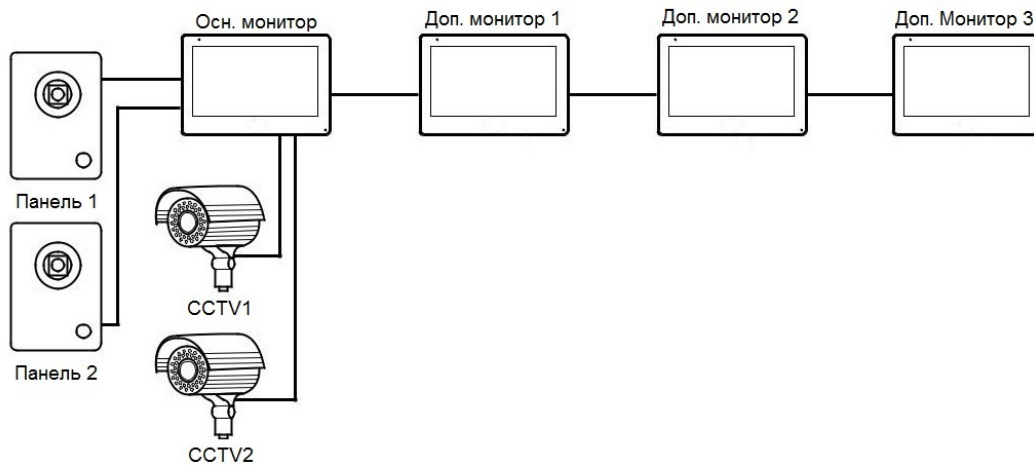 Осн. монитор
Доп. монитор 1
Доп. монитор 2
Доп. Монитор 3
Панель 1
CCTV1
Панель 2
CCTV2